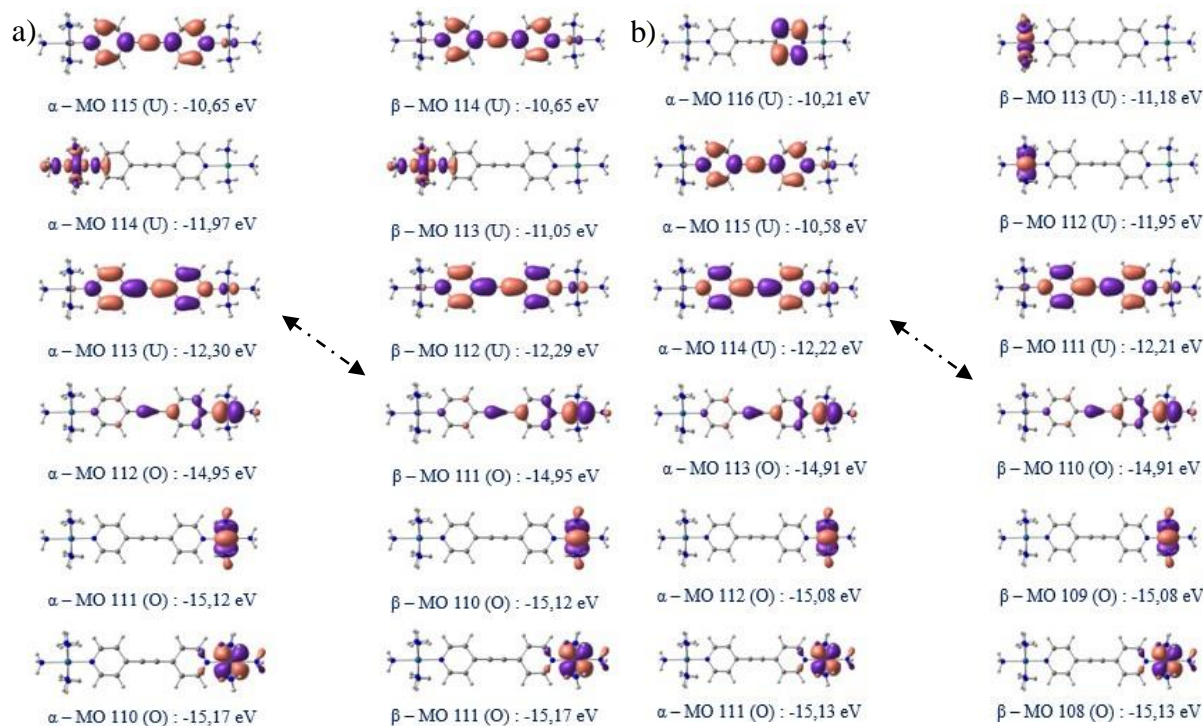 a)
b)
α – MO 115 (U) : -10,65 eV
β – MO 114 (U) : -10,65 eV
α – MO 116 (U) : -10,21 eV
β – MO 113 (U) : -11,18 eV
α – MO 114 (U) : -11,97 eV
β – MO 113 (U) : -11,05 eV
α – MO 115 (U) : -10,58 eV
β – MO 112 (U) : -11,95 eV
α – MO 113 (U) : -12,30 eV
β – MO 112 (U) : -12,29 eV
α – MO 114 (U) : -12,22 eV
β – MO 111 (U) : -12,21 eV
α – MO 112 (O) : -14,95 eV
β – MO 111 (O) : -14,95 eV
α – MO 113 (O) : -14,91 eV
β – MO 110 (O) : -14,91 eV
α – MO 111 (O) : -15,12 eV
β – MO 110 (O) : -15,12 eV
α – MO 112 (O) : -15,08 eV
β – MO 109 (O) : -15,08 eV
α – MO 110 (O) : -15,17 eV
β – MO 111 (O) : -15,17 eV
α – MO 111 (O) : -15,13 eV
β – MO 108 (O) : -15,13 eV